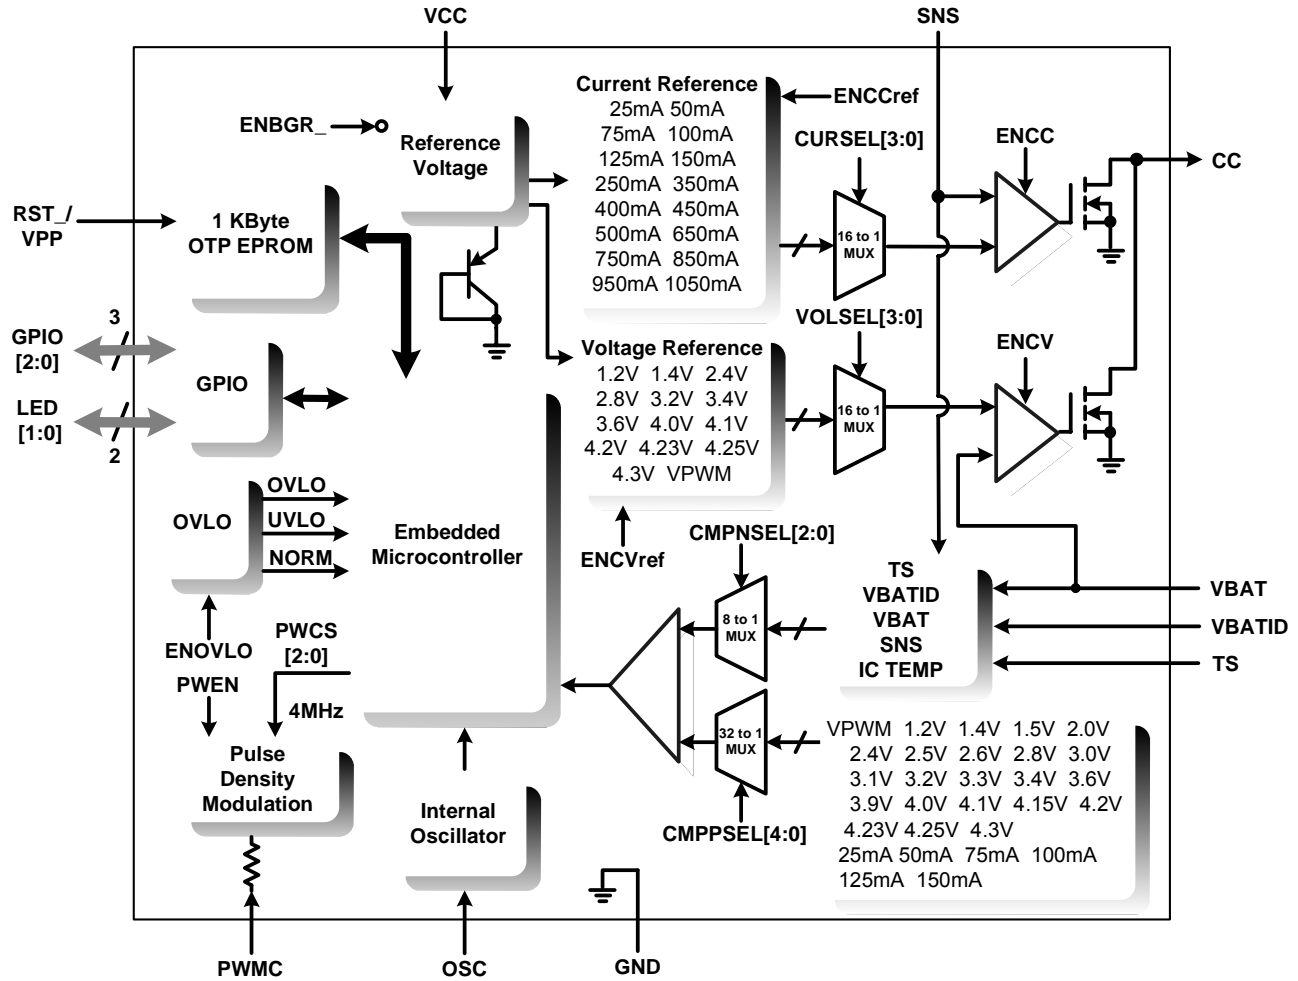 VCC
SNS
ENBGR_
Reference
Voltage
Current Reference
25mA 50mA
75mA 100mA
125mA 150mA
250mA 350mA
400mA 450mA
500mA 650mA
750mA 850mA
950mA 1050mA
ENCCref
CURSEL[3:0]
16 to 1
MUX
ENCC
CC
RST_/
VPP
1 KByte
OTP EPROM
GPIO
[2:0]
3
LED
[1:0]
2
GPIO
VOLSEL[3:0]
16 to 1
MUX
ENCV
Voltage Reference
1.2V 1.4V 2.4V
2.8V 3.2V 3.4V
3.6V 4.0V 4.1V
4.2V 4.23V 4.25V
4.3V VPWM
ENCVref
OVLO
OVLO
UVLO
NORM
ENOVLO
Embedded
Microcontroller
PWCS
[2:0]
PWEN
4MHz
Pulse
Density
Modulation
Internal
Oscillator
CMPNSEL[2:0]
8 to 1
MUX
32 to 1
MUX
CMPPSEL[4:0]
TS
VBATID
VBAT
SNS
IC TEMP
VBAT
VBATID
TS
VPWM 1.2V 1.4V 1.5V 2.0V
2.4V 2.5V 2.6V 2.8V 3.0V
3.1V 3.2V 3.3V 3.4V 3.6V
3.9V 4.0V 4.1V 4.15V 4.2V
4.23V 4.25V 4.3V
25mA 50mA 75mA 100mA
125mA 150mA
PWMC
OSC
GND